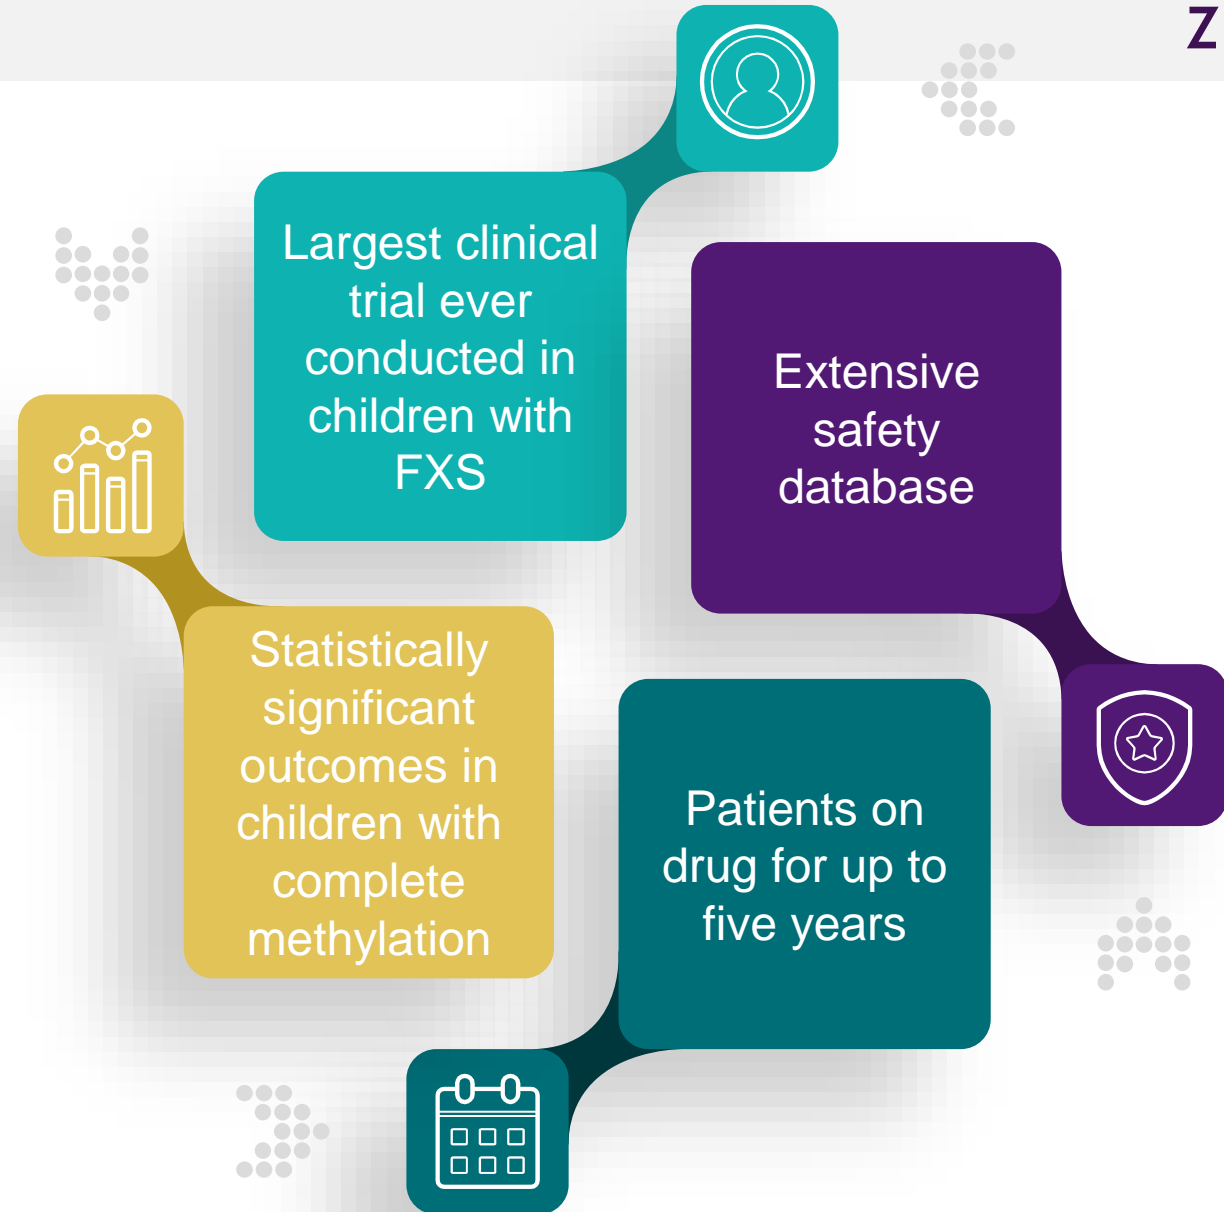 Z
Largest clinical
trial ever
conducted in
children with
FXS
Extensive
safety
database
Statistically
significant
outcomes in
children with
complete
methylation
Patients on
drug for up to
five years